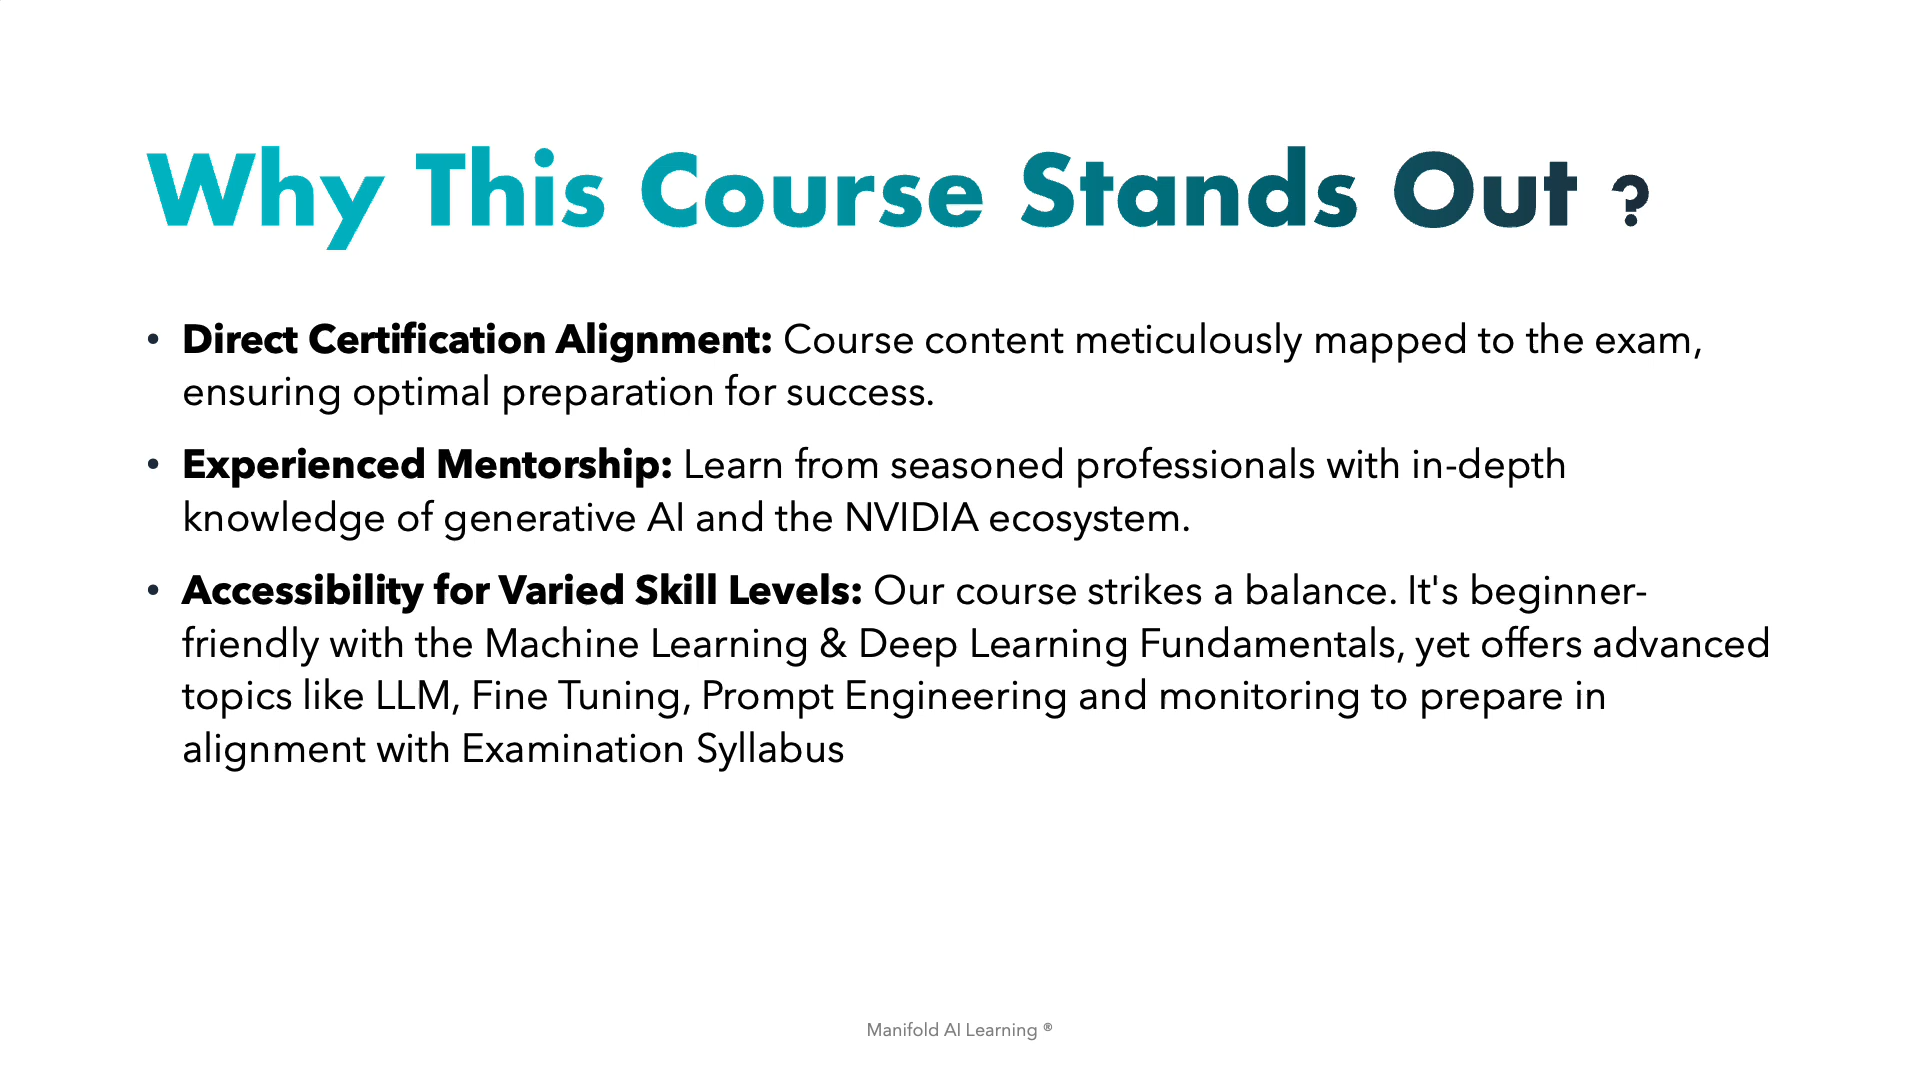 Why This Course Stands Out ?
• Direct Certification Alignment: Course content meticulously mapped to the exam,
ensuring optimal preparation for success.
• Experienced Mentorship: Learn from seasoned professionals with in-depth
knowledge of generative AI and the NVIDIA ecosystem.
• Accessibility for Varied Skill Levels: Our course strikes a balance. It's beginner-
friendly with the Machine Learning & Deep Learning Fundamentals, yet offers advanced
topics like LLM, Fine Tuning, Prompt Engineering and monitoring to prepare in
alignment with Examination Syllabus
Manifold AI Learning ®